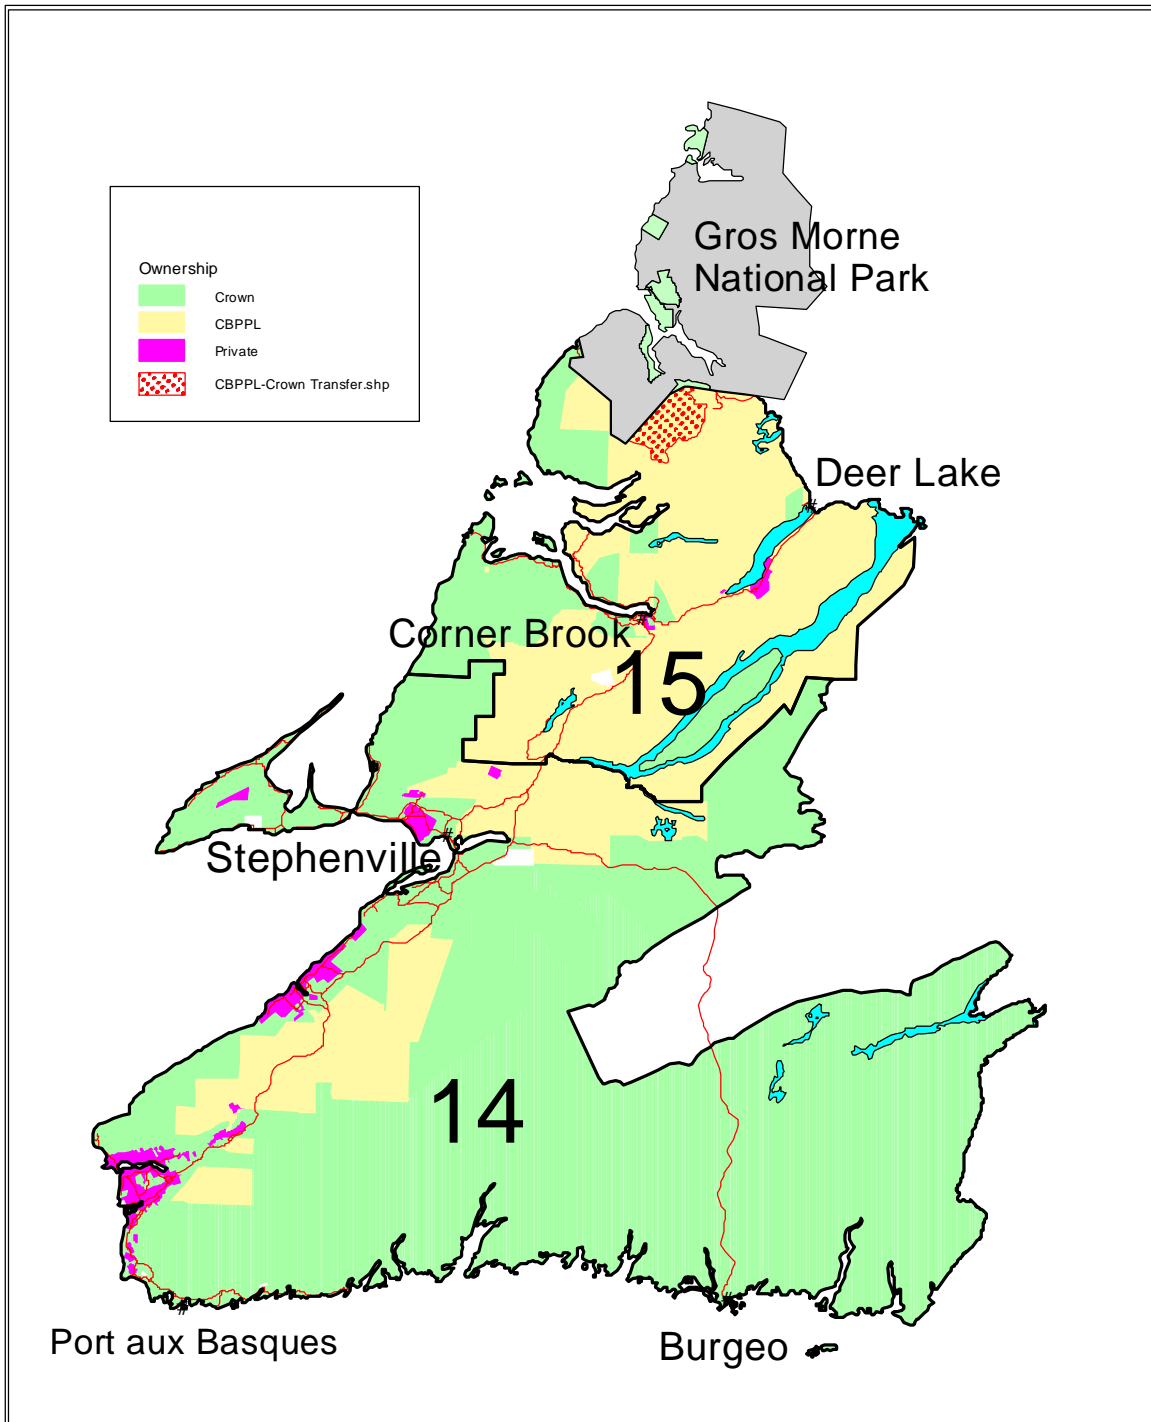 Gros Morne
National Park
Ownership
Crown
CBPPL
Private
CBPPL-Crown Transfer.shp
Deer Lake
Corner Brook
15
Stephenville
14
Port aux Basques
Burgeo